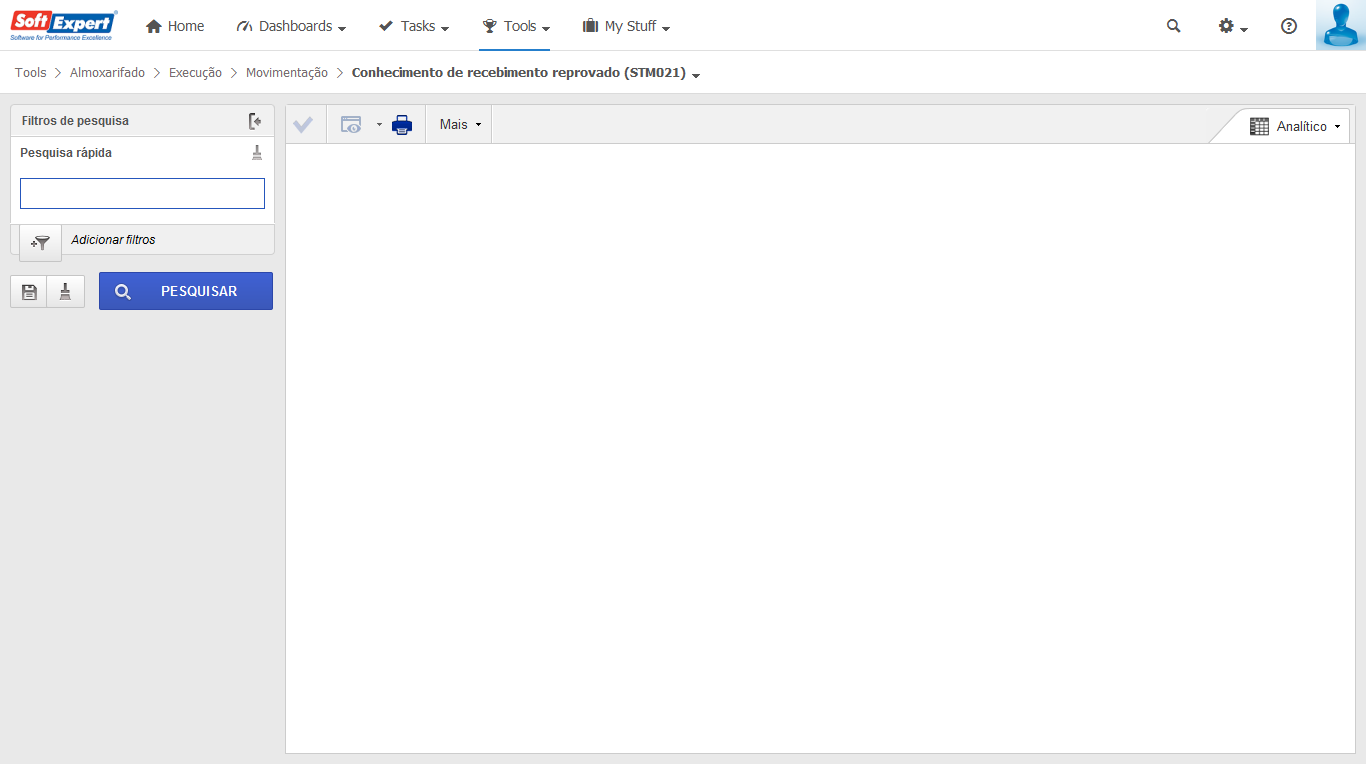 SoftExpert®
Software for Performance Excellence
Home Dashboards Tasks Tools My Stuff
Tools > Almoxarifado > Execução > Movimentação > Conhecimento de recebimento reprovado (STM021)
Filtros de pesquisa
Mais
Analítico
Pesquisa rápida
Adicionar filtros
PESQUISAR